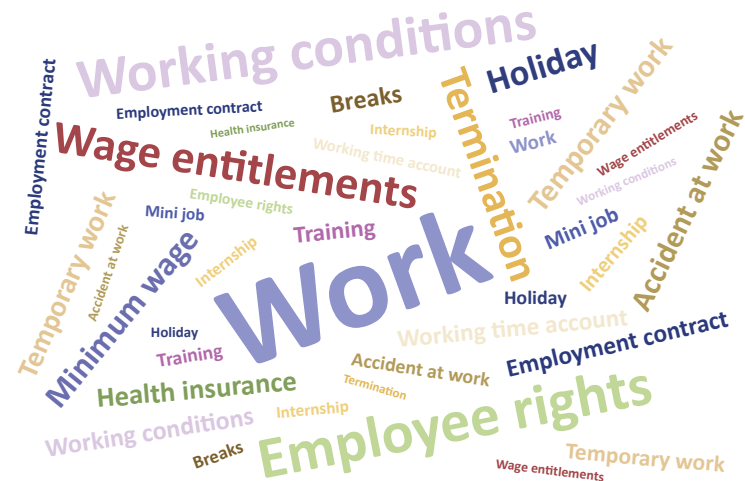 Working conditions
Holiday
Employment contract
Employment contract
Breaks
Termination
Temporary work
Training
Internship
Health insurance
Wage entitlements
Working time account
Work
Wage entitlements
Working conditions
Accident at work
Employee rights
Mini job
Temporary work
Accident at work
Minimum wage
Internship
Training
Work
Mini job
Internship
Holiday
Holiday
Working time account
Employment contract
Training
Accident at work
Health insurance
Termination
Internship
Employee rights
Working conditions
Breaks
Temporary work
Wage entitlements